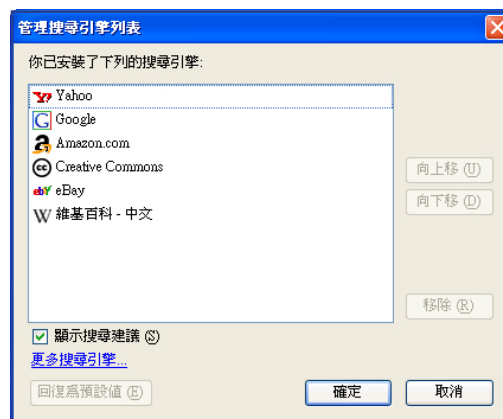 管理搜尋引擎列表
你已安裝了下列的搜尋引擎:
Yahoo
Google
Amazon.com
Creative Commons
eBay
維基百科 - 中文
向上移 (U)
向下移 (D)
移除 (R)
顯示搜尋建議 (S)
更多搜尋引擎...
回復為預設值 (E)
確定
取消